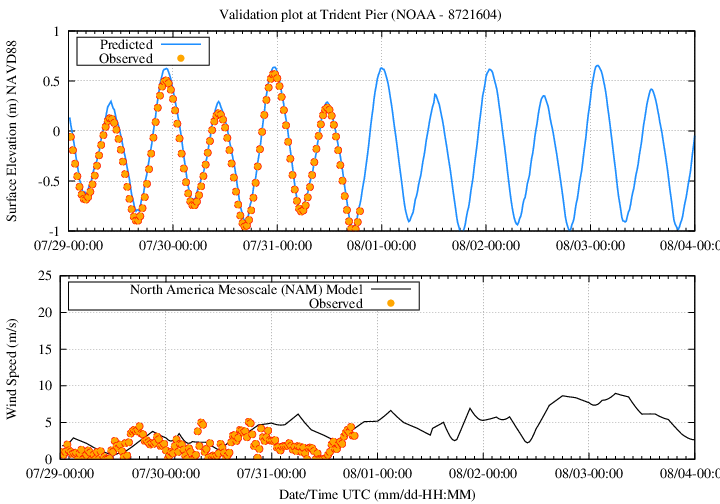 Validation plot at Trident Pier (NOAA - 8721604)
Surface Elevation (m) NAVD88
Predicted
Observed
1
0.5
0
-0.5
-1
07/29-00:00 07/30-00:00 07/31-00:00 08/01-00:00 08/02-00:00 08/03-00:00 08/04-00:00
Wind Speed (m/s)
North America Mesoscale (NAM) Model
Observed
25
20
15
10
5
0
07/29-00:00 07/30-00:00 07/31-00:00 08/01-00:00 08/02-00:00 08/03-00:00 08/04-00:00
Date/Time UTC (mm/dd-HH:MM)